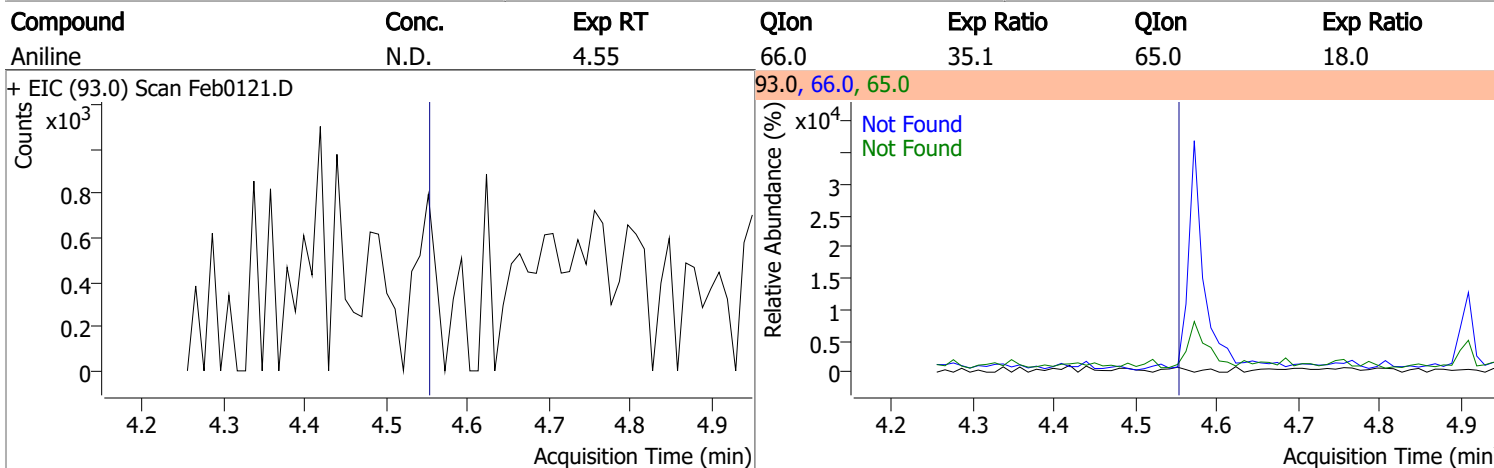 Compound Conc. Exp RT QIon Exp Ratio QIon Exp Ratio
Aniline N.D. 4.55 66.0 35.1 65.0 18.0
+ EIC (93.0) Scan Feb0121.D
Counts
x10³
0.8
0.6
0.4
0.2
0
4.2 4.3 4.4 4.5 4.6 4.7 4.8 4.9
Acquisition Time (min)
93.0, 66.0, 65.0
Relative Abundance (%)
x10⁴
Not Found
Not Found
3
2.5
2
1.5
1
0.5
0
4.2 4.3 4.4 4.5 4.6 4.7 4.8 4.9
Acquisition Time (min